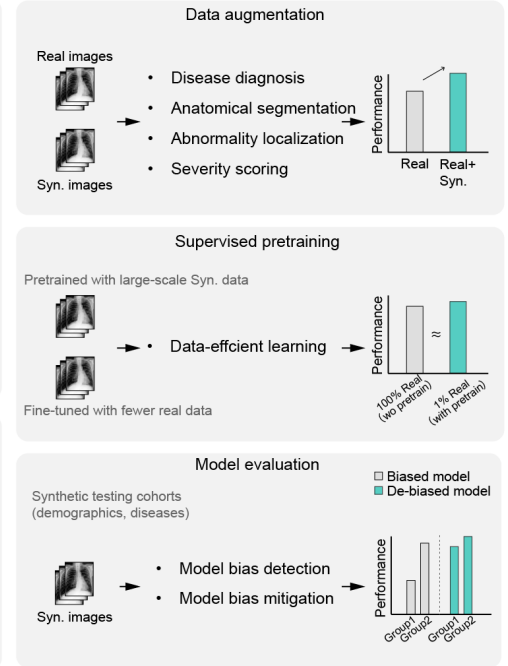 Data augmentation
Real images
Syn. images
• Disease diagnosis
• Anatomical segmentation
• Abnormality localization
• Severity scoring
Performance
Real
Real+
Syn.
Supervised pretraining
Pretrained with large-scale Syn. data
Fine-tuned with fewer real data
• Data-effcient learning
Performance
≈
100% Real
(wo pretrain)
1% Real
(with pretrain)
Model evaluation
Synthetic testing cohorts
(demographics, diseases)
Syn. images
• Model bias detection
• Model bias mitigation
Biased model
De-biased model
Performance
Group1
Group2
Group1
Group2